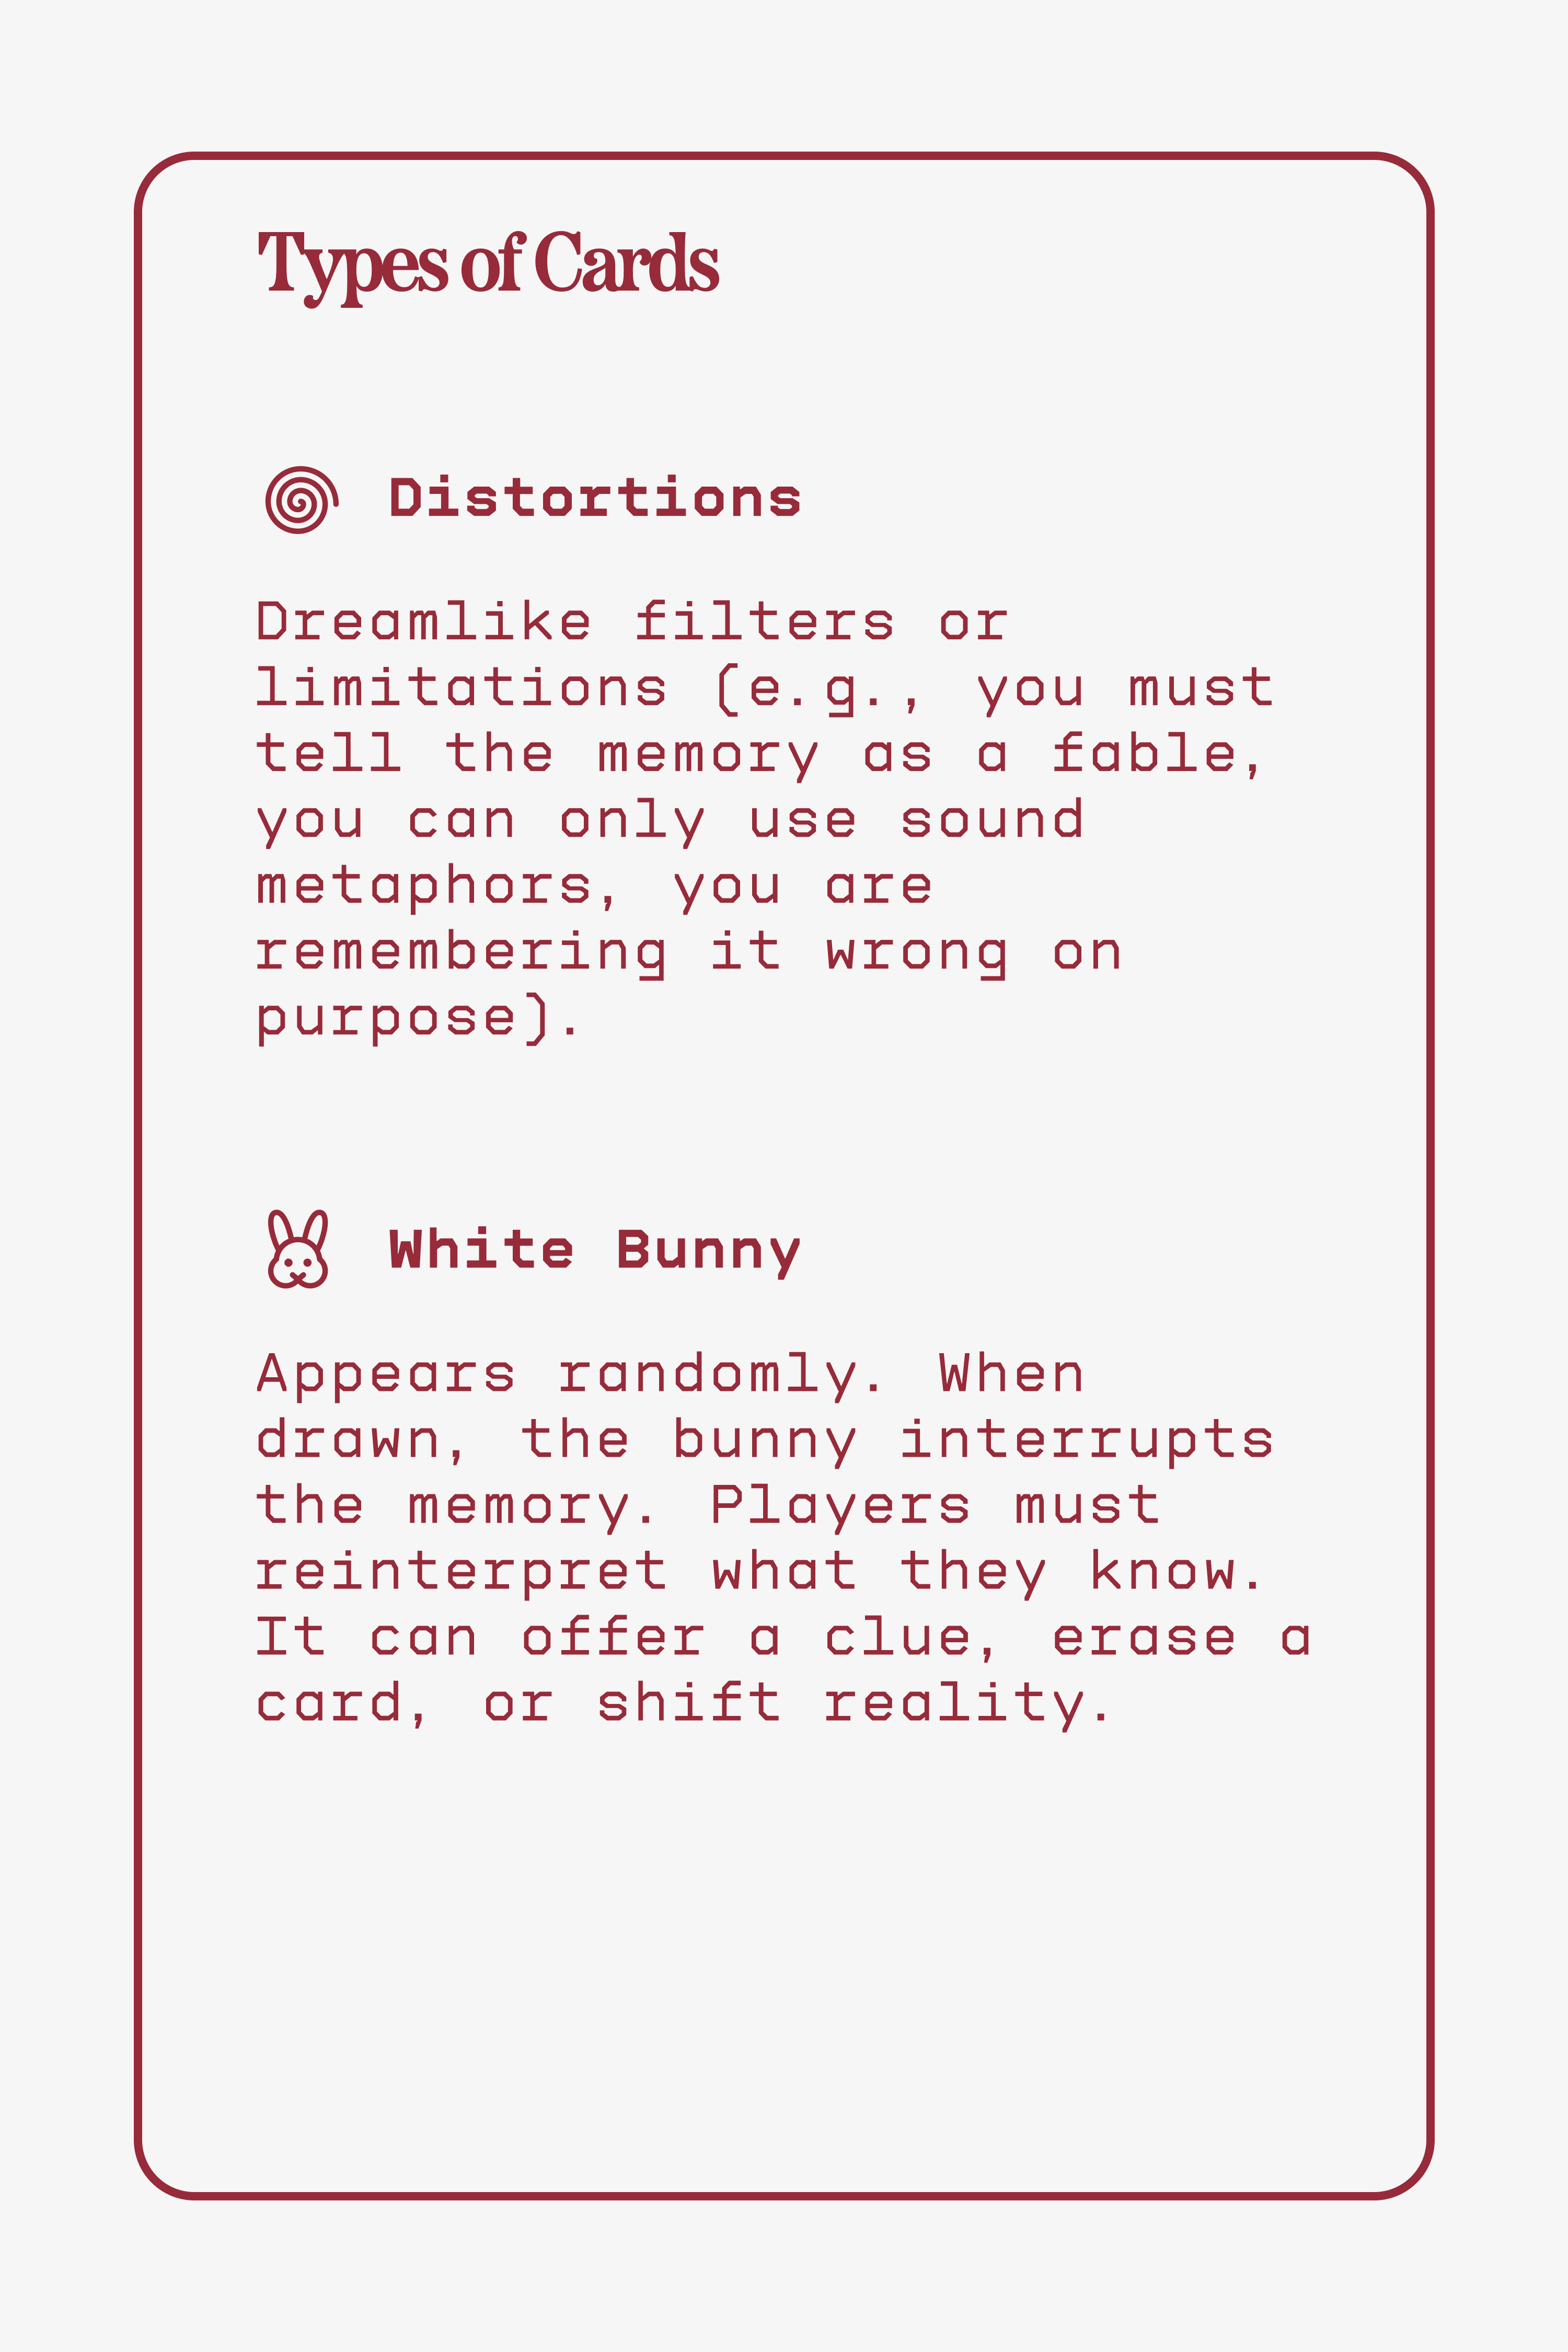 Types of Cards
Distortions
Dreamlike filters or
limitations (e.g., you must
tell the memory as a fable,
you can only use sound
metaphors, you are
remembering it wrong on
purpose).
White Bunny
Appears randomly. When
drawn, the bunny interrupts
the memory. Players must
reinterpret what they know.
It can offer a clue, erase a
card, or shift reality.